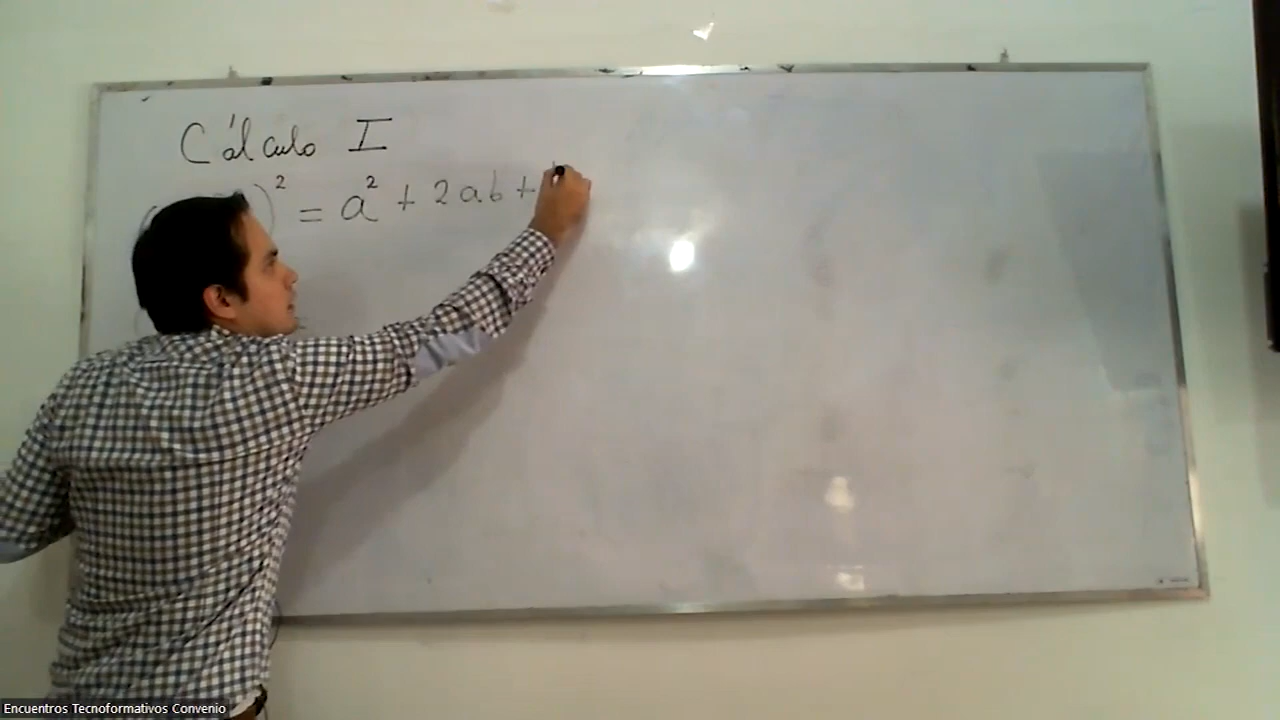 Cálculo I
( )² = a² + 2ab +
Encuentros Tecnoformativos Convenio